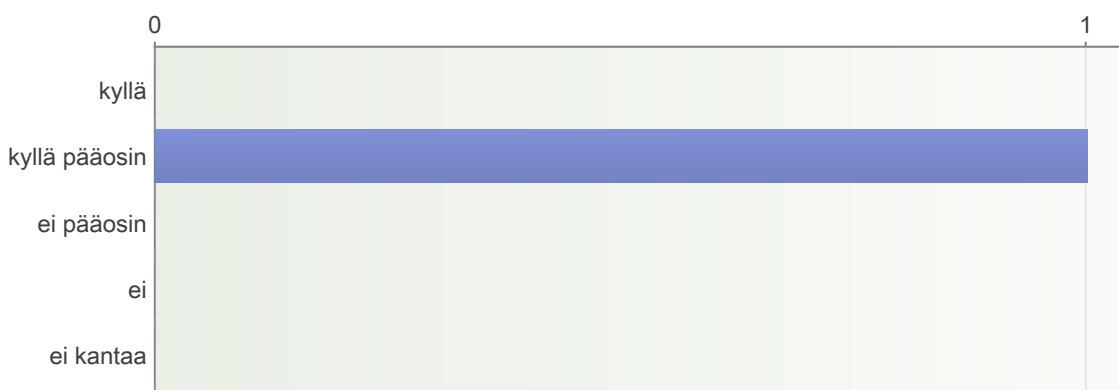 0 1
kyllä
kyllä pääosin
ei pääosin
ei
ei kantaa